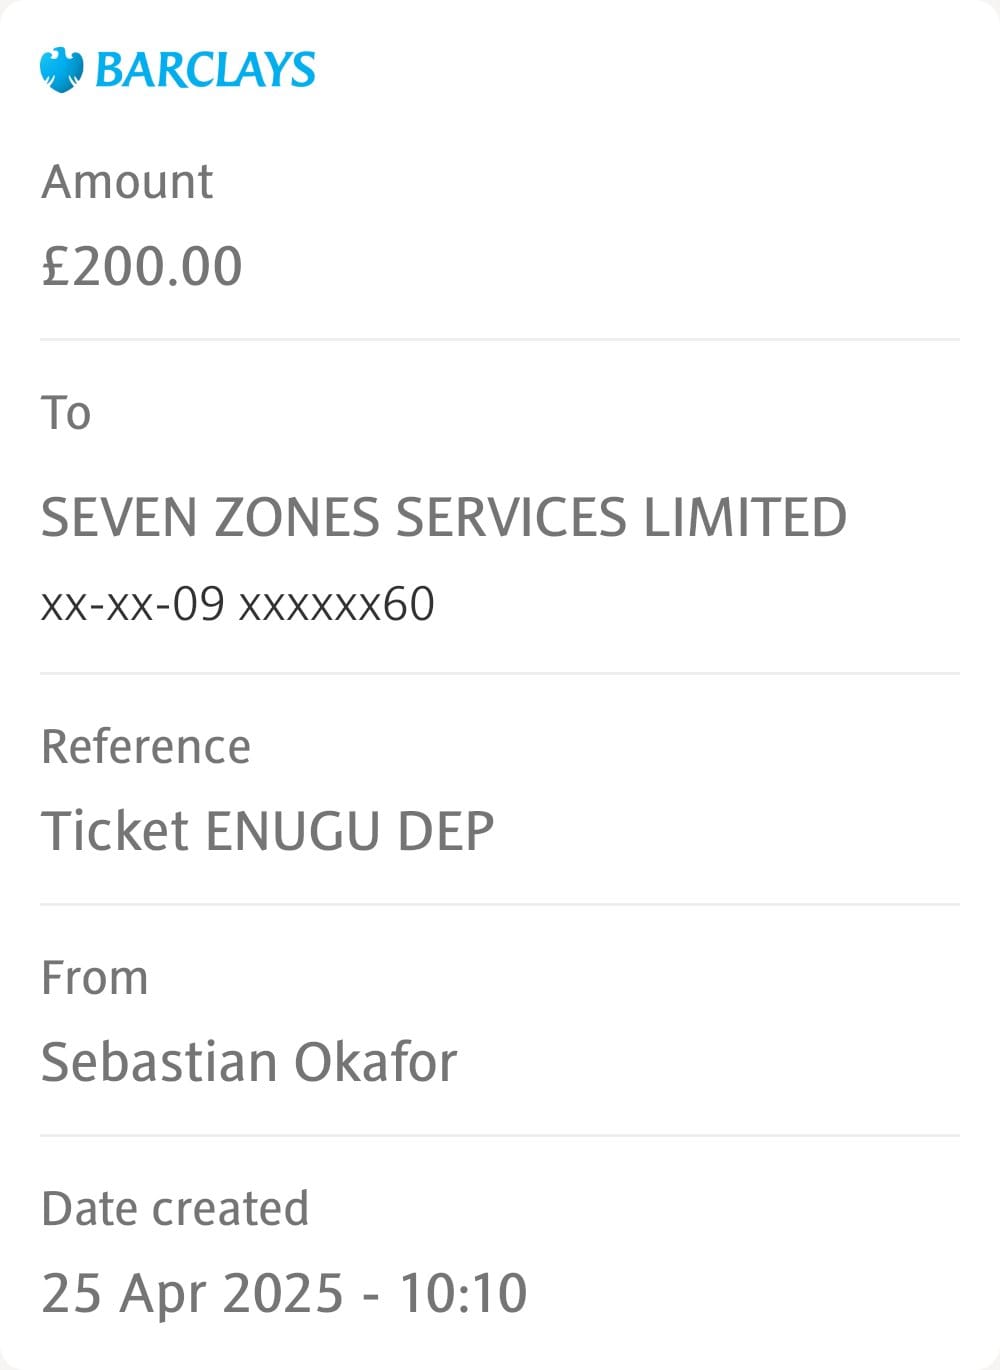 BARCLAYS
Amount
£200.00
To
SEVEN ZONES SERVICES LIMITED
xx-xx-09 xxxxxx60
Reference
Ticket ENUGU DEP
From
Sebastian Okafor
Date created
25 Apr 2025 - 10:10